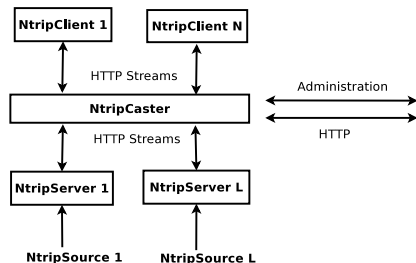 NtripClient 1
NtripClient N
HTTP Streams
Administration
NtripCaster
HTTP Streams
HTTP
NtripServer 1
NtripServer L
NtripSource 1
NtripSource L